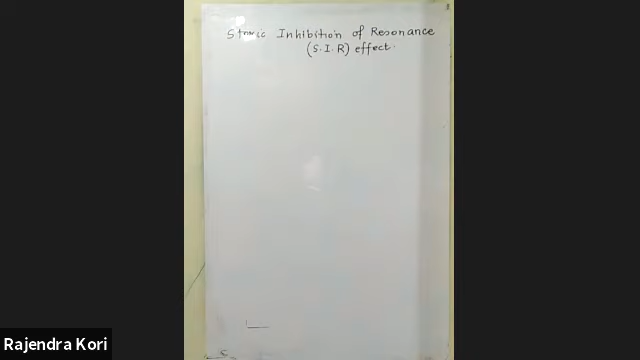 Steric Inhibition of Resonance
(S.I.R) effect.
Rajendra Kori